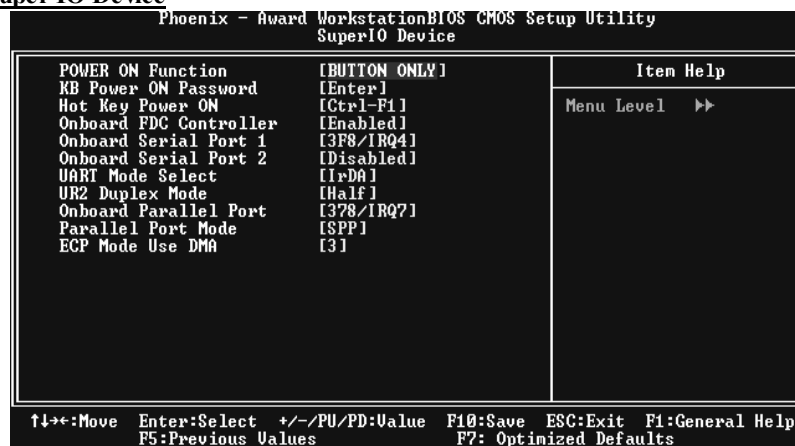 uper IO Device
Phoenix - Award WorkstationBIOS CMOS Setup Utility
SuperIO Device
POWER ON Function [BUTTON ONLY]
KB Power ON Password [Enter]
Hot Key Power ON [Ctrl-F1]
Onboard FDC Controller [Enabled]
Onboard Serial Port 1 [3F8/IRQ4]
Onboard Serial Port 2 [Disabled]
UART Mode Select [IrDA]
UR2 Duplex Mode [Half]
Onboard Parallel Port [378/IRQ7]
Parallel Port Mode [SPP]
ECP Mode Use DMA [3]
Item Help
Menu Level ▶▶
↑↓→←:Move Enter:Select +/-/PU/PD:Value F10:Save ESC:Exit F1:General Help
F5:Previous Values F7: Optimized Defaults